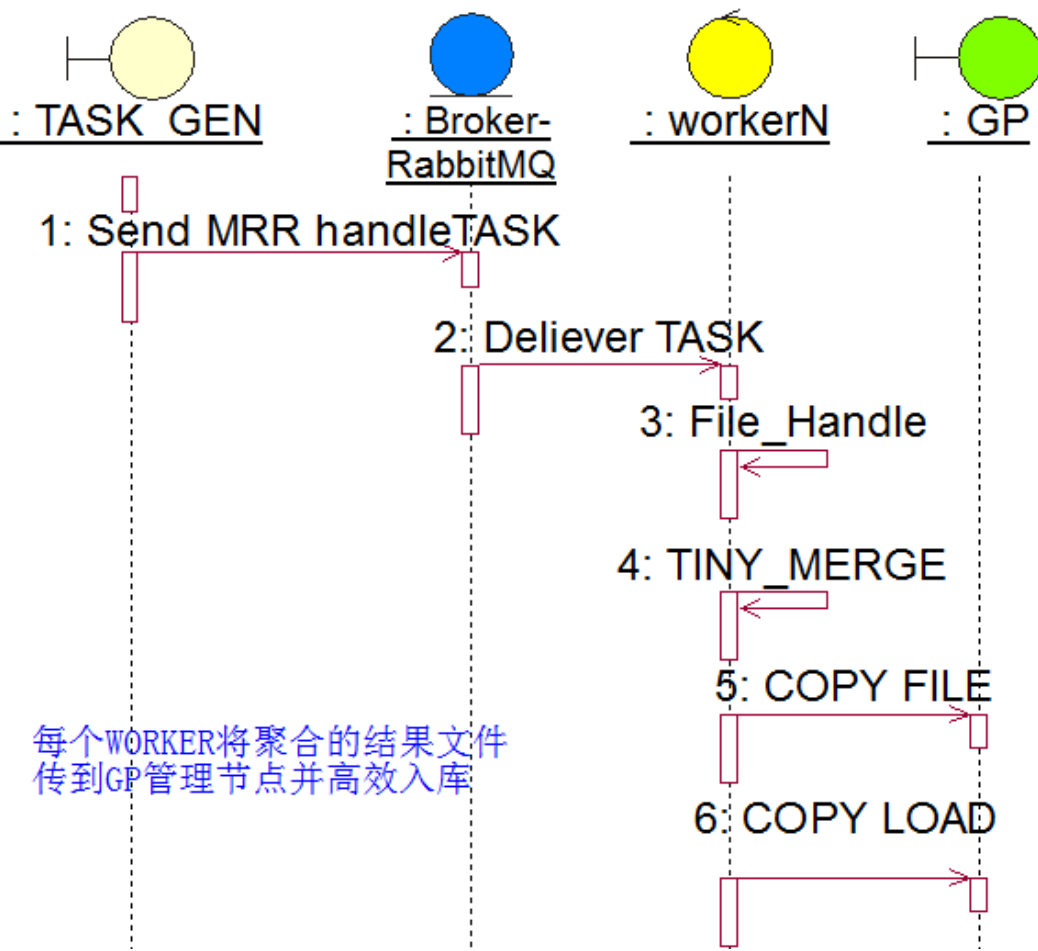 : TASK_GEN
: Broker-
RabbitMQ
: workerN
: GP
1: Send MRR handleTASK
2: Deliever TASK
3: File_Handle
4: TINY_MERGE
5: COPY FILE
每个WORKER将聚合的结果文件
传到GP管理节点并高效入库
6: COPY LOAD